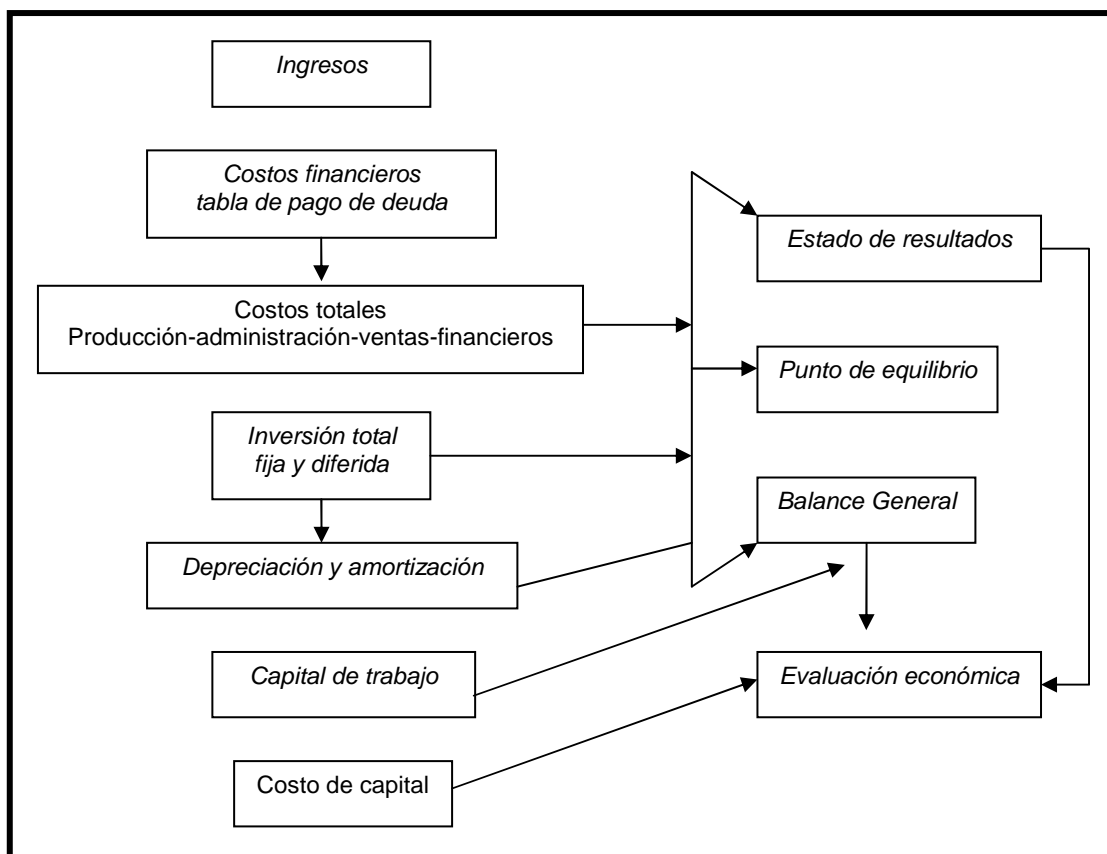 Ingresos
Costos financieros
tabla de pago de deuda
Estado de resultados
Costos totales
Producción-administración-ventas-financieros
Punto de equilibrio
Inversión total
fija y diferida
Balance General
Depreciación y amortización
Capital de trabajo
Evaluación económica
Costo de capital